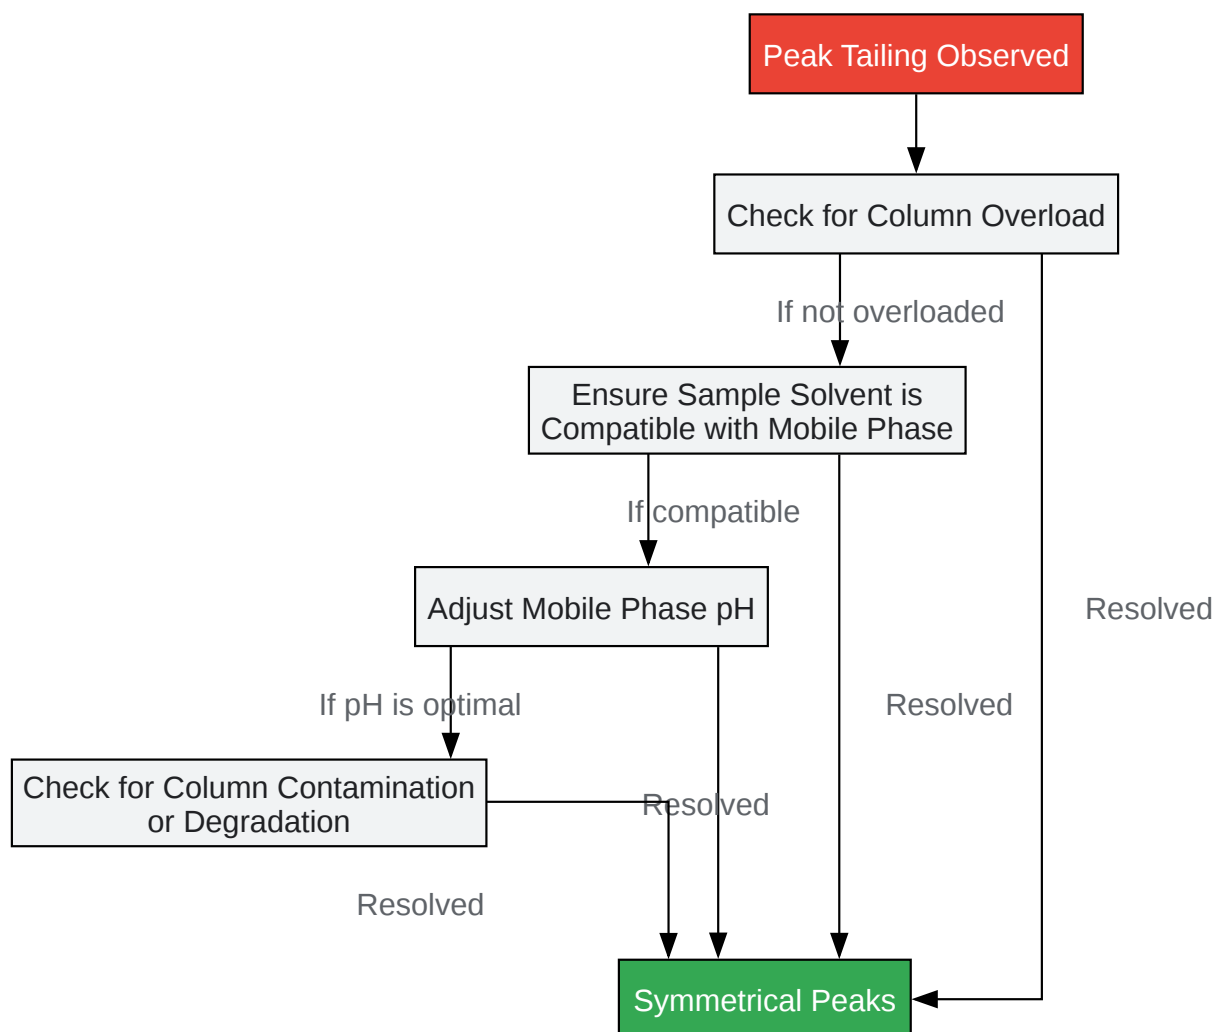 Peak Tailing Observed
Check for Column Overload
If not overloaded
Ensure Sample Solvent is
Compatible with Mobile Phase
If compatible
Adjust Mobile Phase pH
Resolved
If pH is optimal
Resolved
Check for Column Contamination
or Degradation
Resolved
Resolved
Symmetrical Peaks